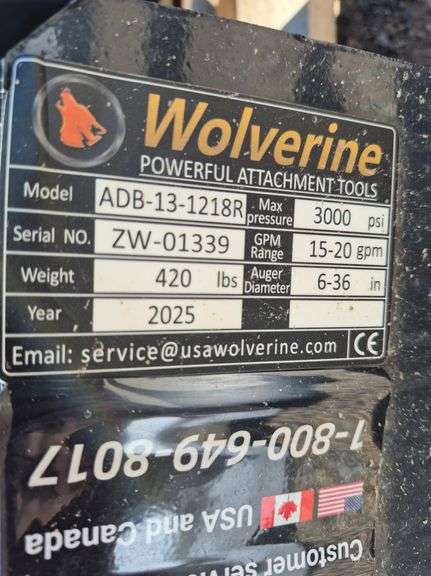 Wolverine
POWERFUL ATTACHMENT TOOLS
Model ADB-13-1218R Max pressure 3000 psi
Serial NO. ZW-01339 GPM Range 15-20 gpm
Weight 420 lbs Auger Diameter 6-36 in
Year 2025
Email: service@usawolverine.com CE
Customer
USA and Canada
1-800-649-8017